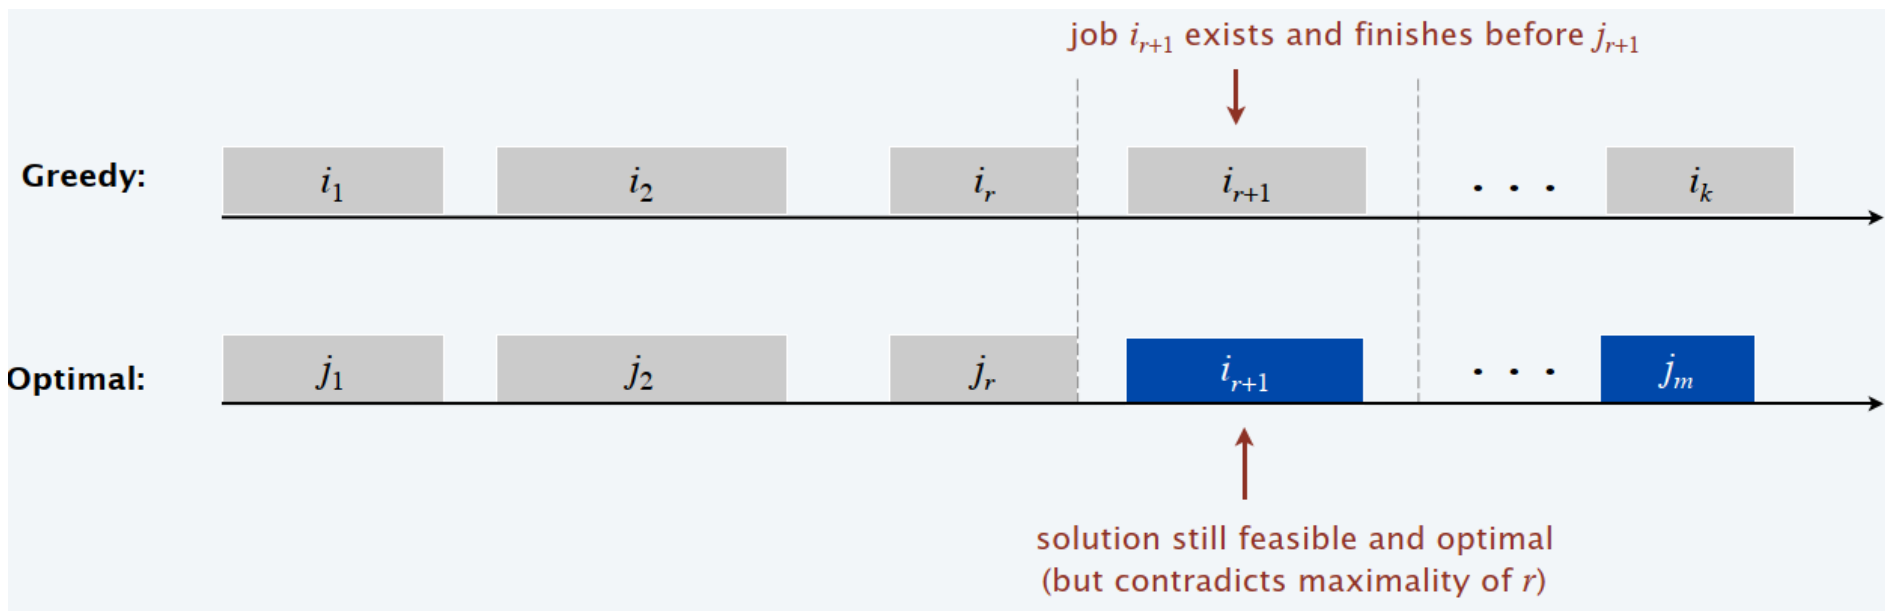 job i_{r+1} exists and finishes before j_{r+1}
Greedy: i_1 i_2 i_r i_{r+1} . . . i_k
Optimal: j_1 j_2 j_r i_{r+1} . . . j_m
solution still feasible and optimal
(but contradicts maximality of r)